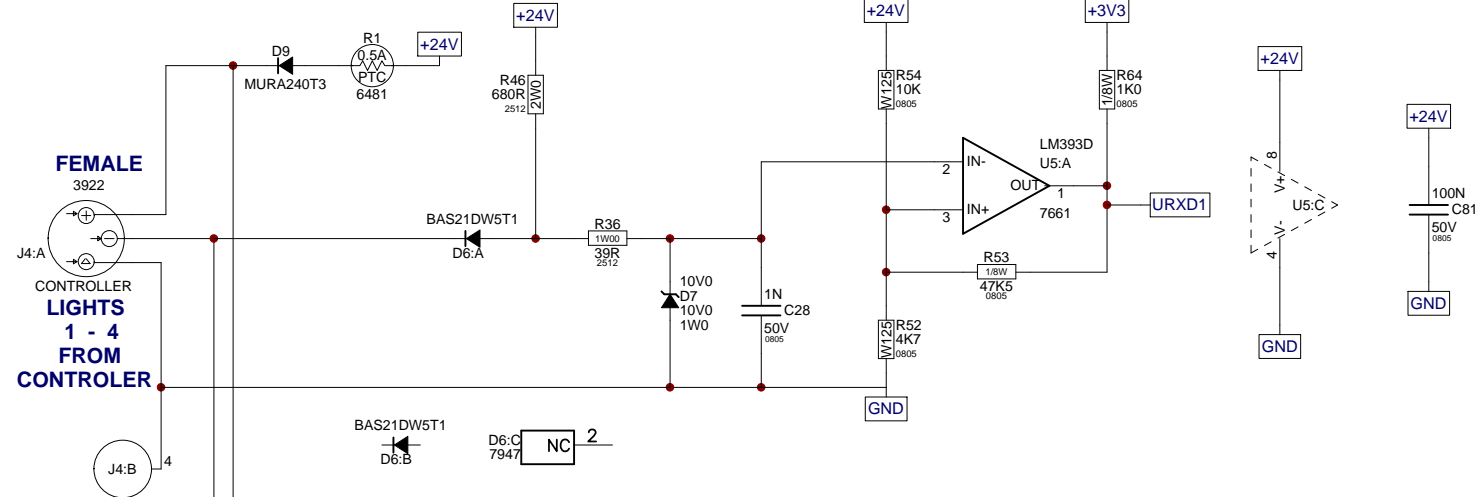 +24V
+24V
+3V3
R1
0.5A
PTC
6481
+24V
D9
MURA240T3
R46
680R
2512
2W0
R54
10K
0805
W125
R64
1K0
0805
1/8W
+24V
+24V
FEMALE
3922
J4:A
CONTROLLER
LIGHTS
1 - 4
FROM
CONTROLER
BAS21DW5T1
D6:A
R36
1W00
39R
2512
LM393D
U5:A
2
IN-
OUT
1
3
IN+
7661
URXD1
8
V+
U5:C
V-
4
100N
C81
50V
0805
R53
1/8W
47K5
0805
10V0
D7
10V0
1W0
1N
C28
50V
0805
R52
4K7
0805
W125
GND
GND
GND
BAS21DW5T1
D6:B
D6:C
7947
NC
2
J4:B
4